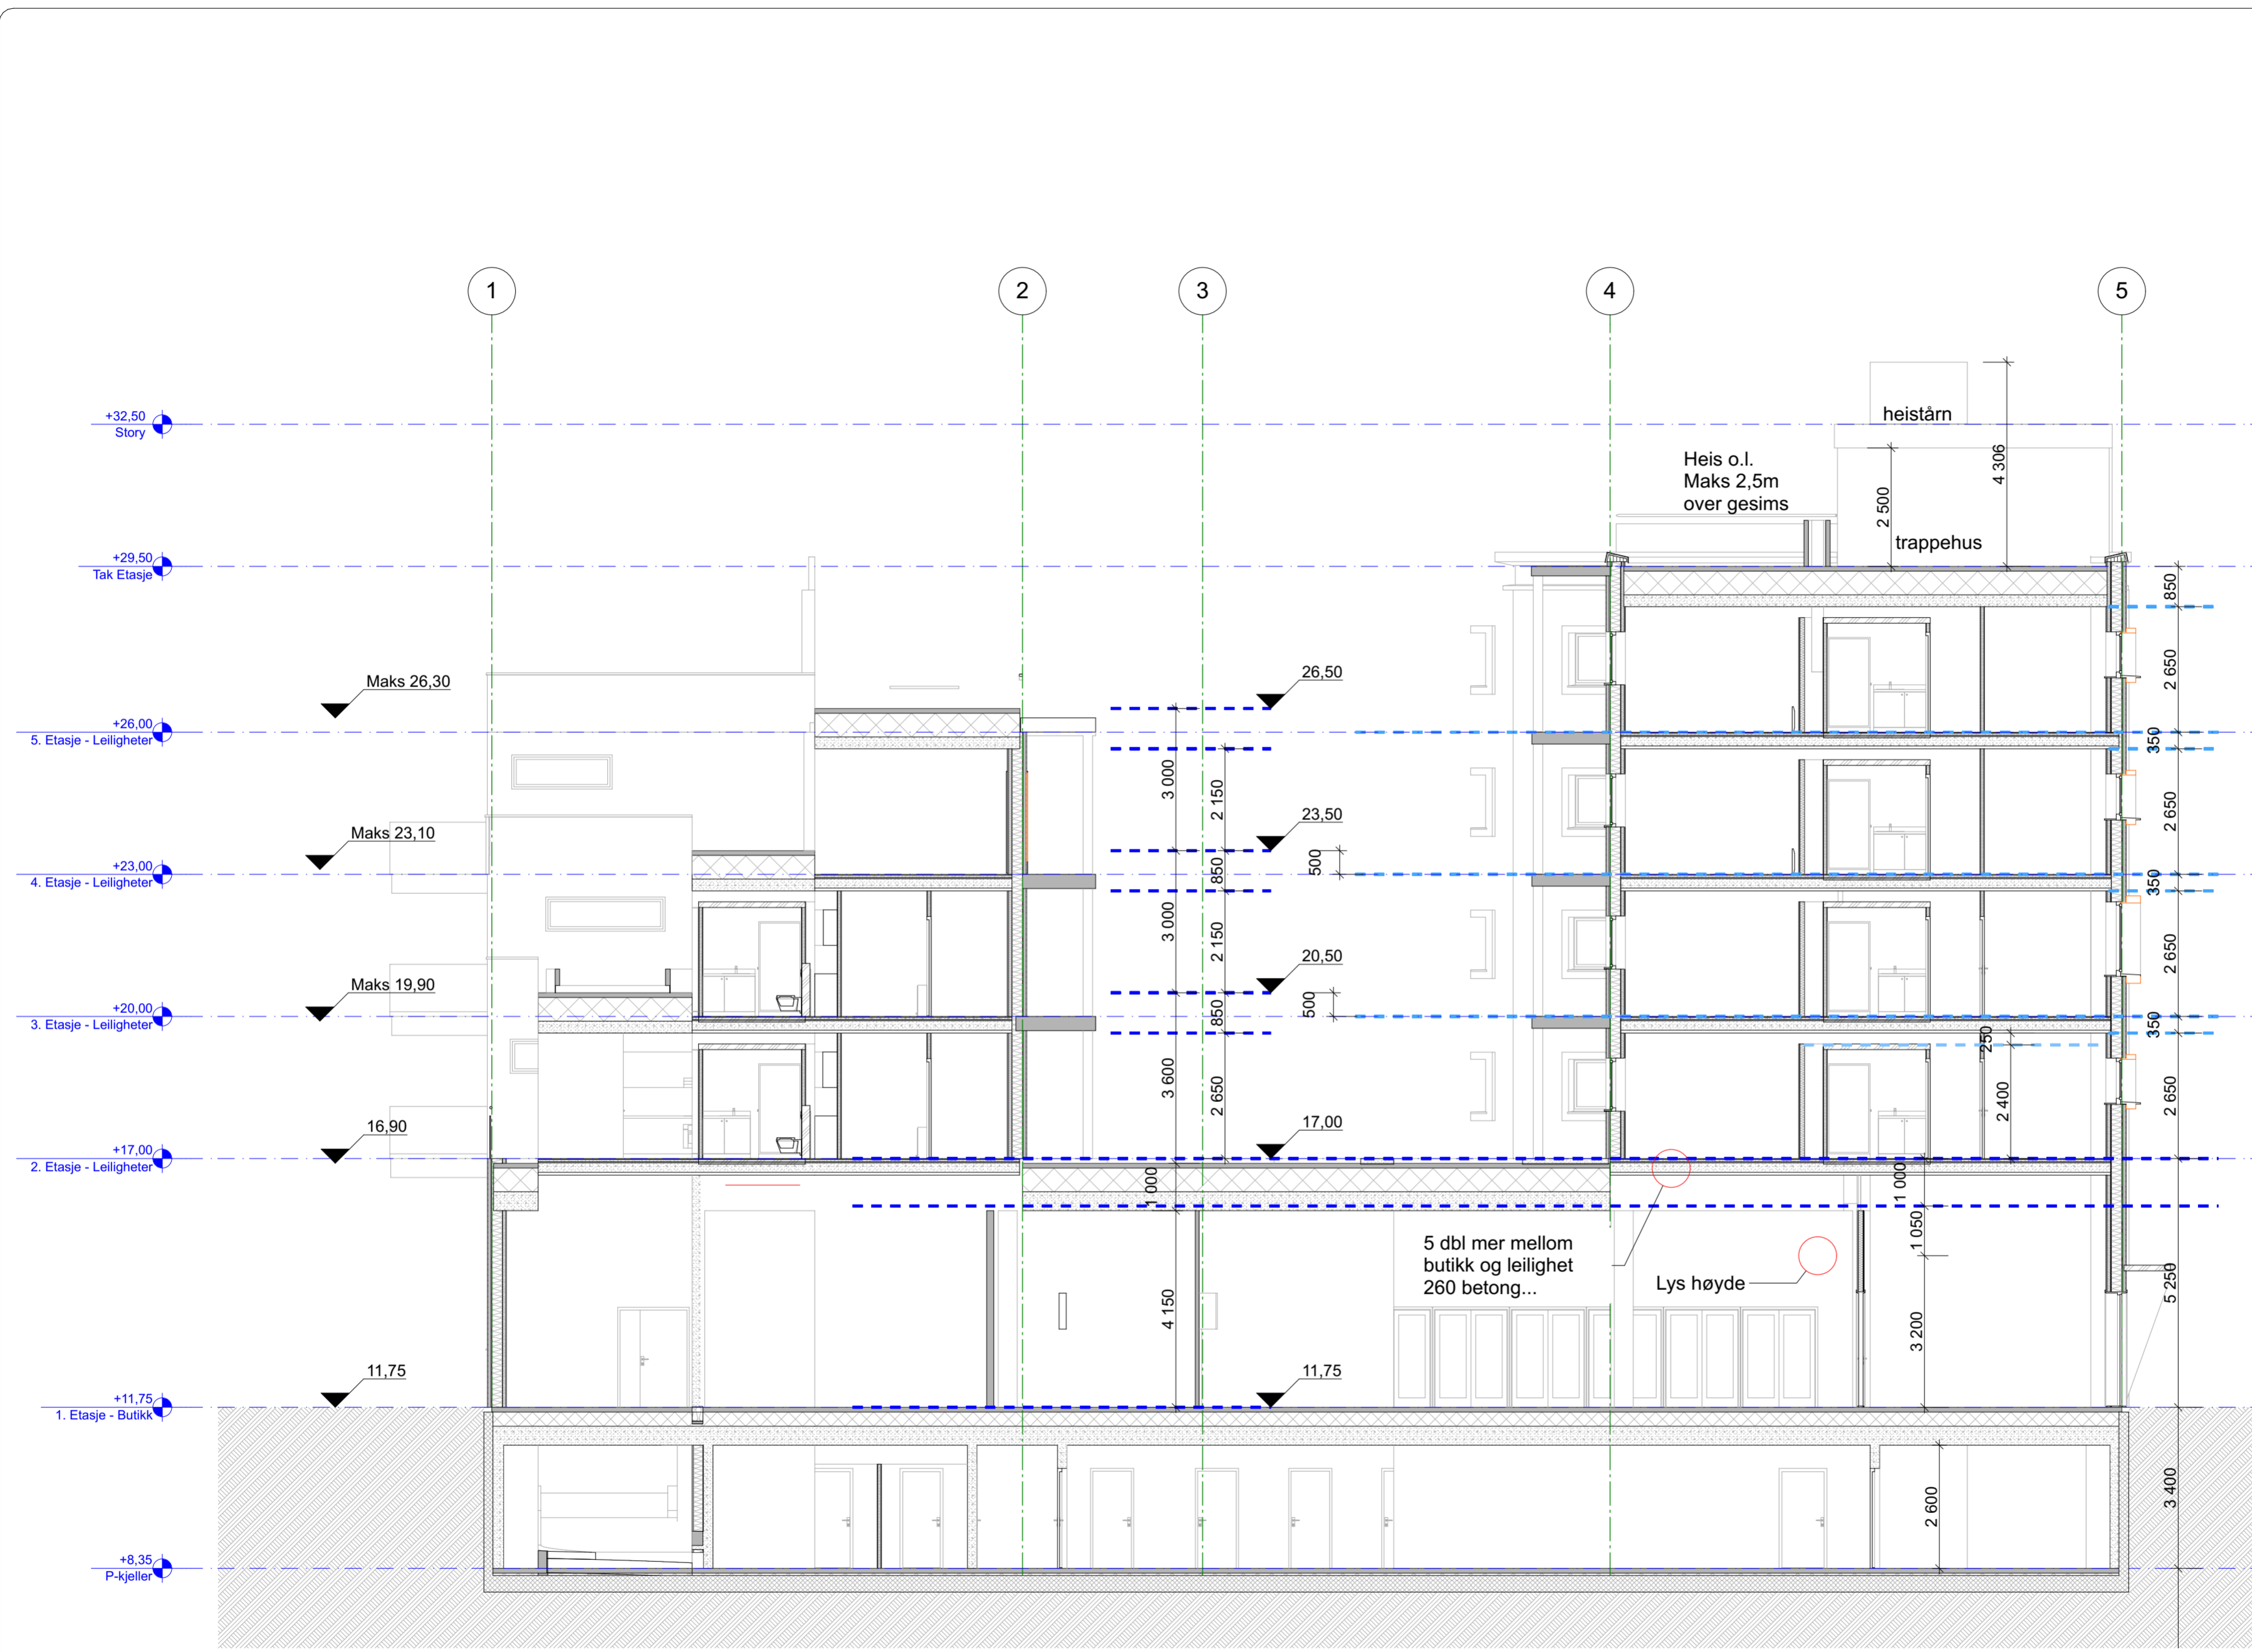 1
2
3
4
5
+32,50
Story
heistårn
4 306
Heis o.l.
Maks 2,5m
over gesims
2 500
trappehus
+29,50
Tak Etasje
850
2 650
Maks 26,30
26,50
+26,00
5. Etasje - Leiligheter
350
3 000
2 150
2 650
Maks 23,10
23,50
500
+23,00
4. Etasje - Leiligheter
850
350
3 000
2 150
2 650
Maks 19,90
20,50
500
+20,00
3. Etasje - Leiligheter
850
350
250
3 600
2 650
2 400
2 650
16,90
17,00
+17,00
2. Etasje - Leiligheter
1 000
1 000
1 050
5 dbl mer mellom
butikk og leilighet
260 betong...
Lys høyde
5 250
4 150
3 200
11,75
11,75
+11,75
1. Etasje - Butikk
2 600
3 400
+8,35
P-kjeller